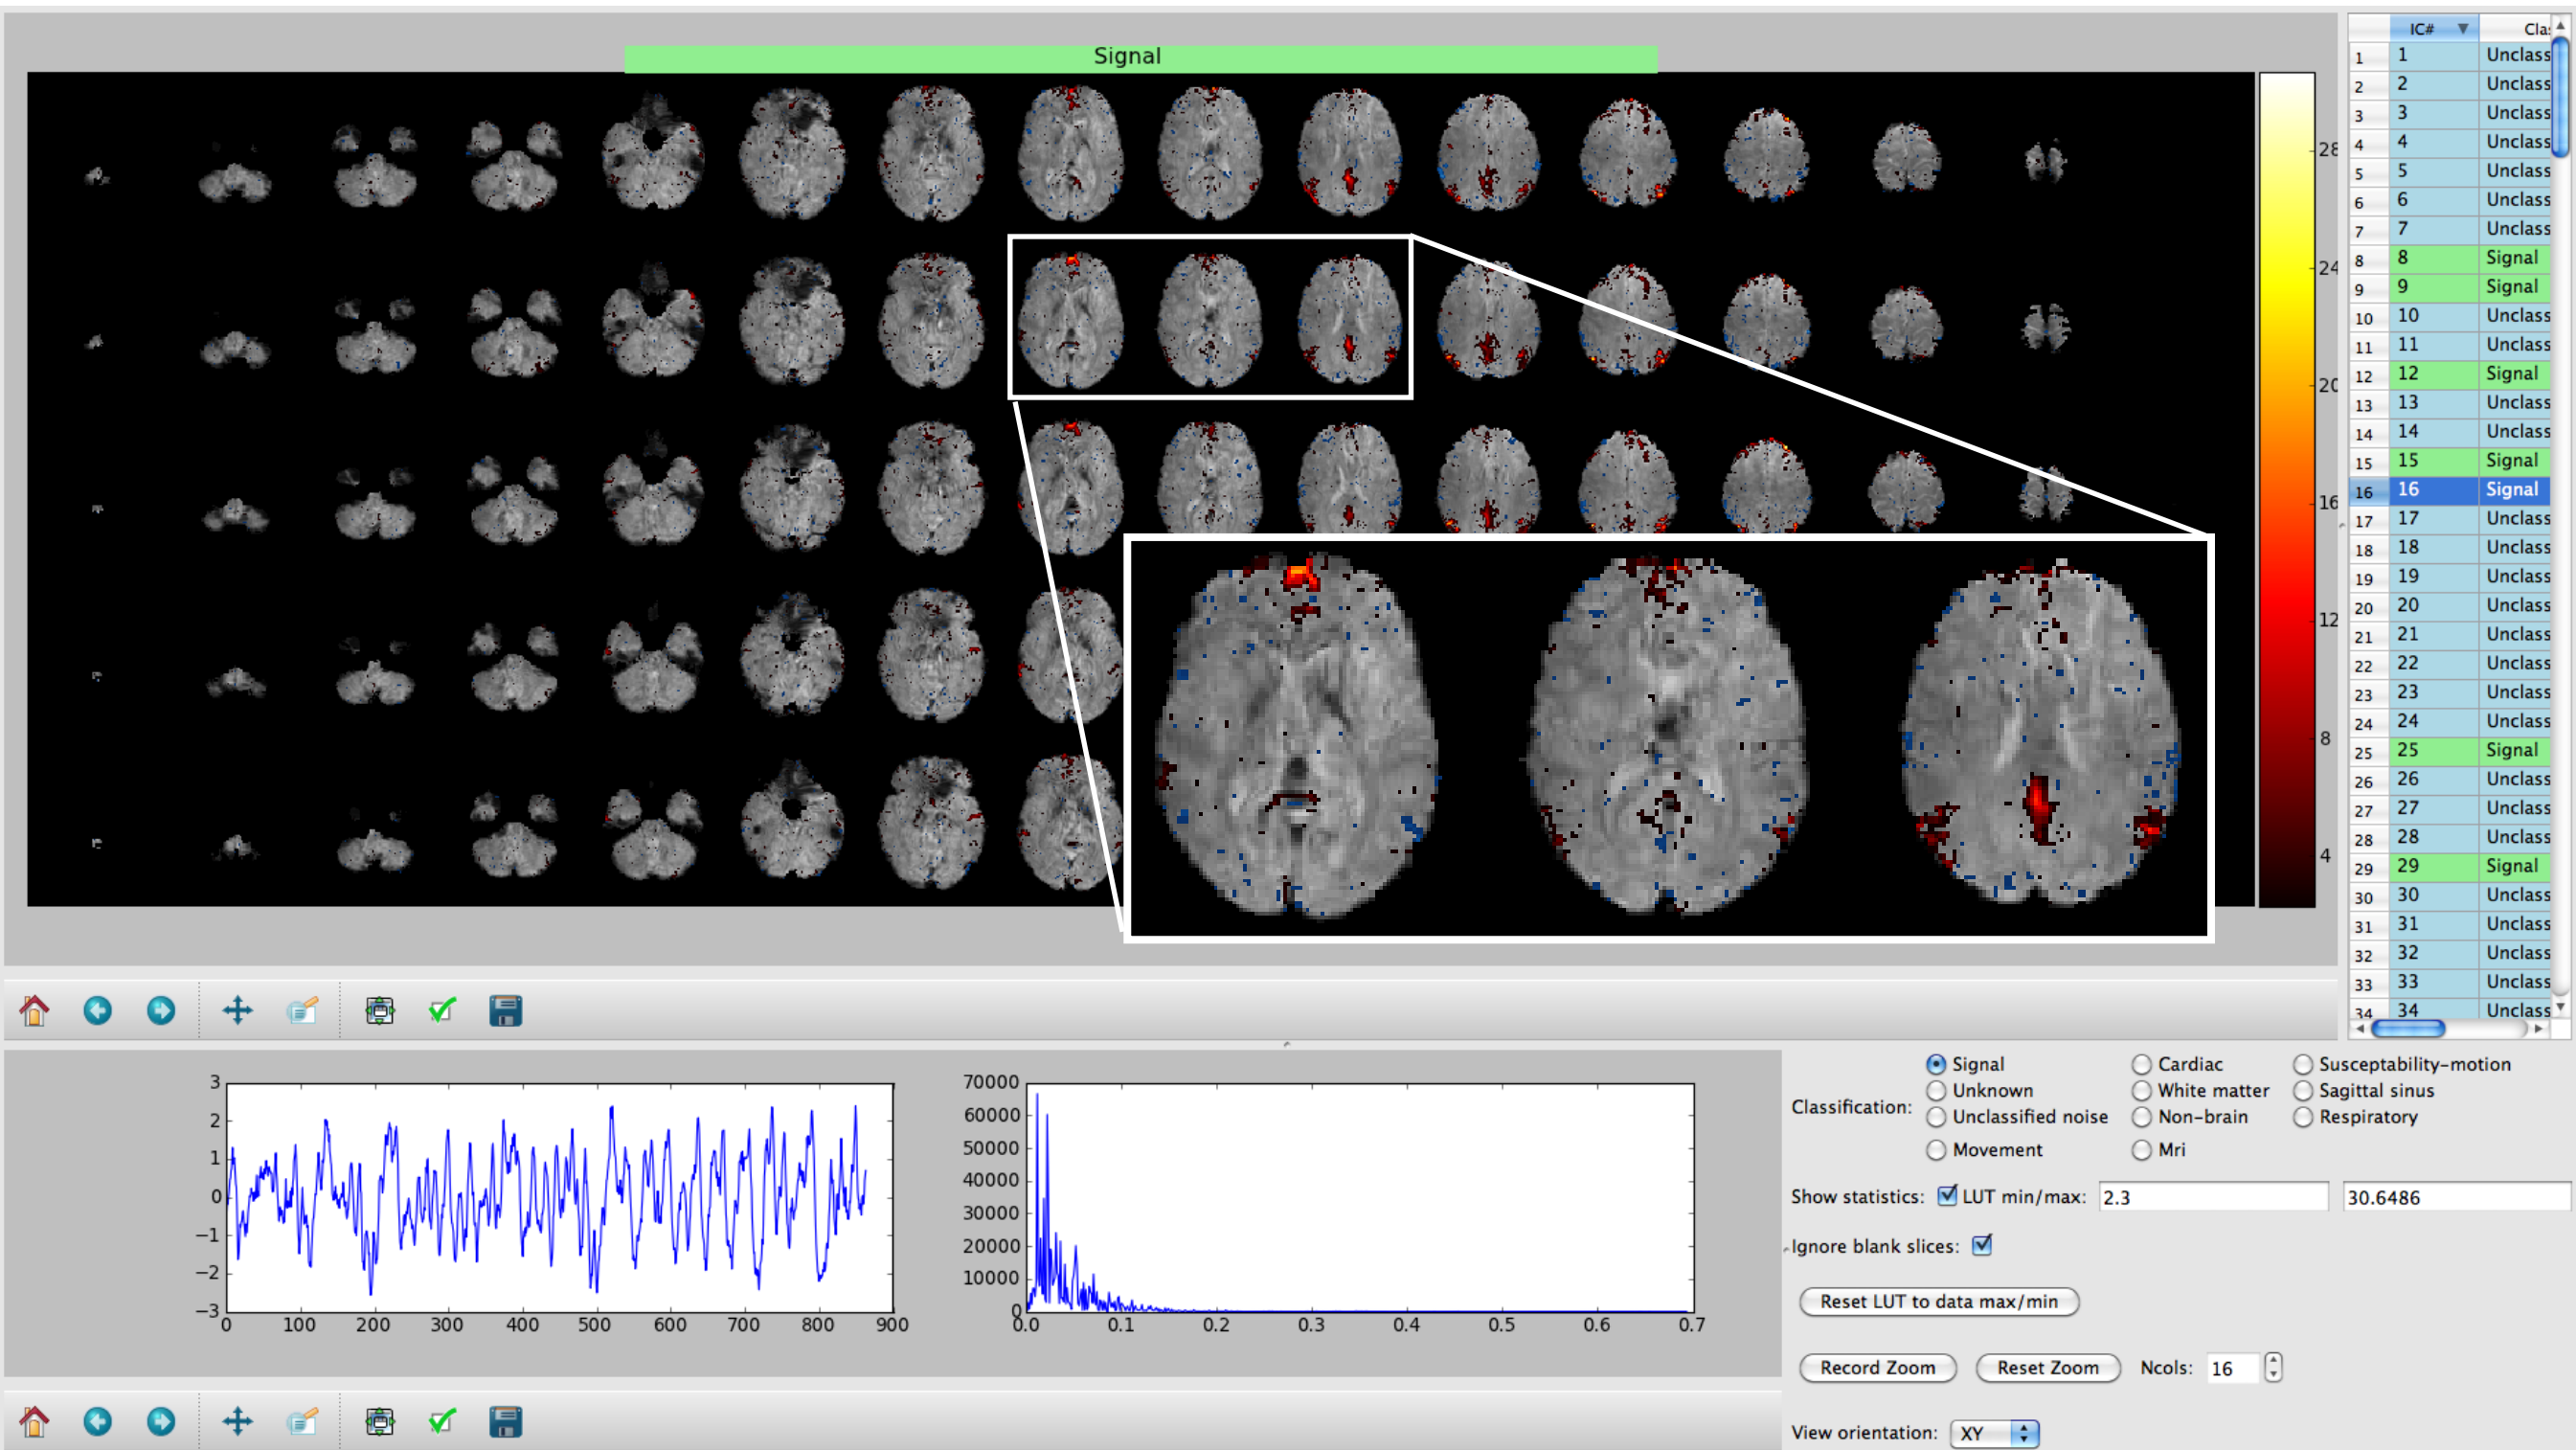 Signal
28
24
20
16
12
8
4
IC# Clas
1 1 Unclass
2 2 Unclass
3 3 Unclass
4 4 Unclass
5 5 Unclass
6 6 Unclass
7 7 Unclass
8 8 Signal
9 9 Signal
10 10 Unclass
11 11 Unclass
12 12 Signal
13 13 Unclass
14 14 Unclass
15 15 Signal
16 16 Signal
17 17 Unclass
18 18 Unclass
19 19 Unclass
20 20 Unclass
21 21 Unclass
22 22 Unclass
23 23 Unclass
24 24 Unclass
25 25 Signal
26 26 Unclass
27 27 Unclass
28 28 Unclass
29 29 Signal
30 30 Unclass
31 31 Unclass
32 32 Unclass
33 33 Unclass
34 34 Unclass
3
2
1
0
−1
−2
−3
0 100 200 300 400 500 600 700 800 900
70000
60000
50000
40000
30000
20000
10000
0
0.0 0.1 0.2 0.3 0.4 0.5 0.6 0.7
Classification:
Signal Cardiac Susceptability-motion
Unknown White matter Sagittal sinus
Unclassified noise Non-brain Respiratory
Movement Mri
Show statistics: LUT min/max: 2.3 30.6486
Ignore blank slices:
Reset LUT to data max/min
Record Zoom Reset Zoom Ncols: 16
View orientation: XY